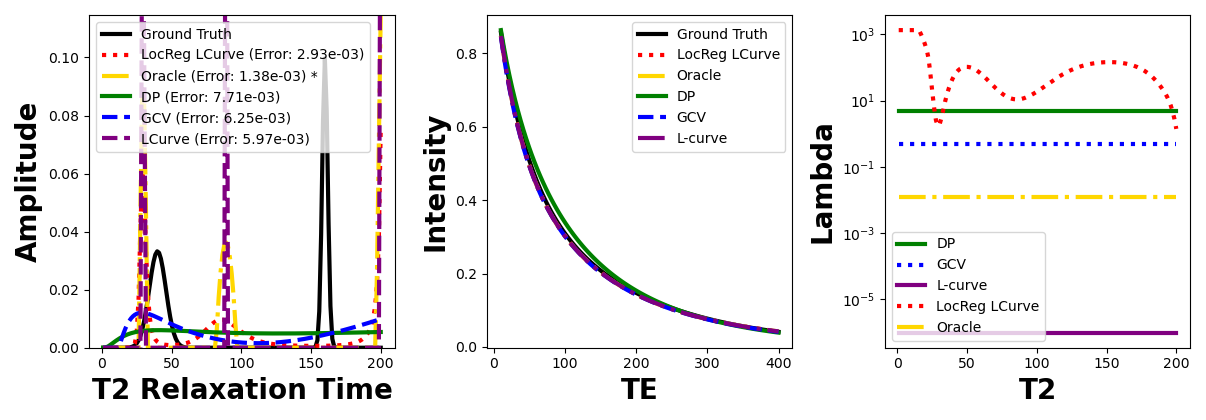 Amplitude
0.10
0.08
0.06
0.04
0.02
0.00
Ground Truth
LocReg LCurve (Error: 2.93e-03)
Oracle (Error: 1.38e-03) *
DP (Error: 7.71e-03)
GCV (Error: 6.25e-03)
LCurve (Error: 5.97e-03)
0 50 100 150 200
T2 Relaxation Time
Intensity
0.8
0.6
0.4
0.2
0.0
Ground Truth
LocReg LCurve
Oracle
DP
GCV
L-curve
0 100 200 300 400
TE
Lambda
10³
10¹
10⁻¹
10⁻³
10⁻⁵
DP
GCV
L-curve
LocReg LCurve
Oracle
0 50 100 150 200
T2